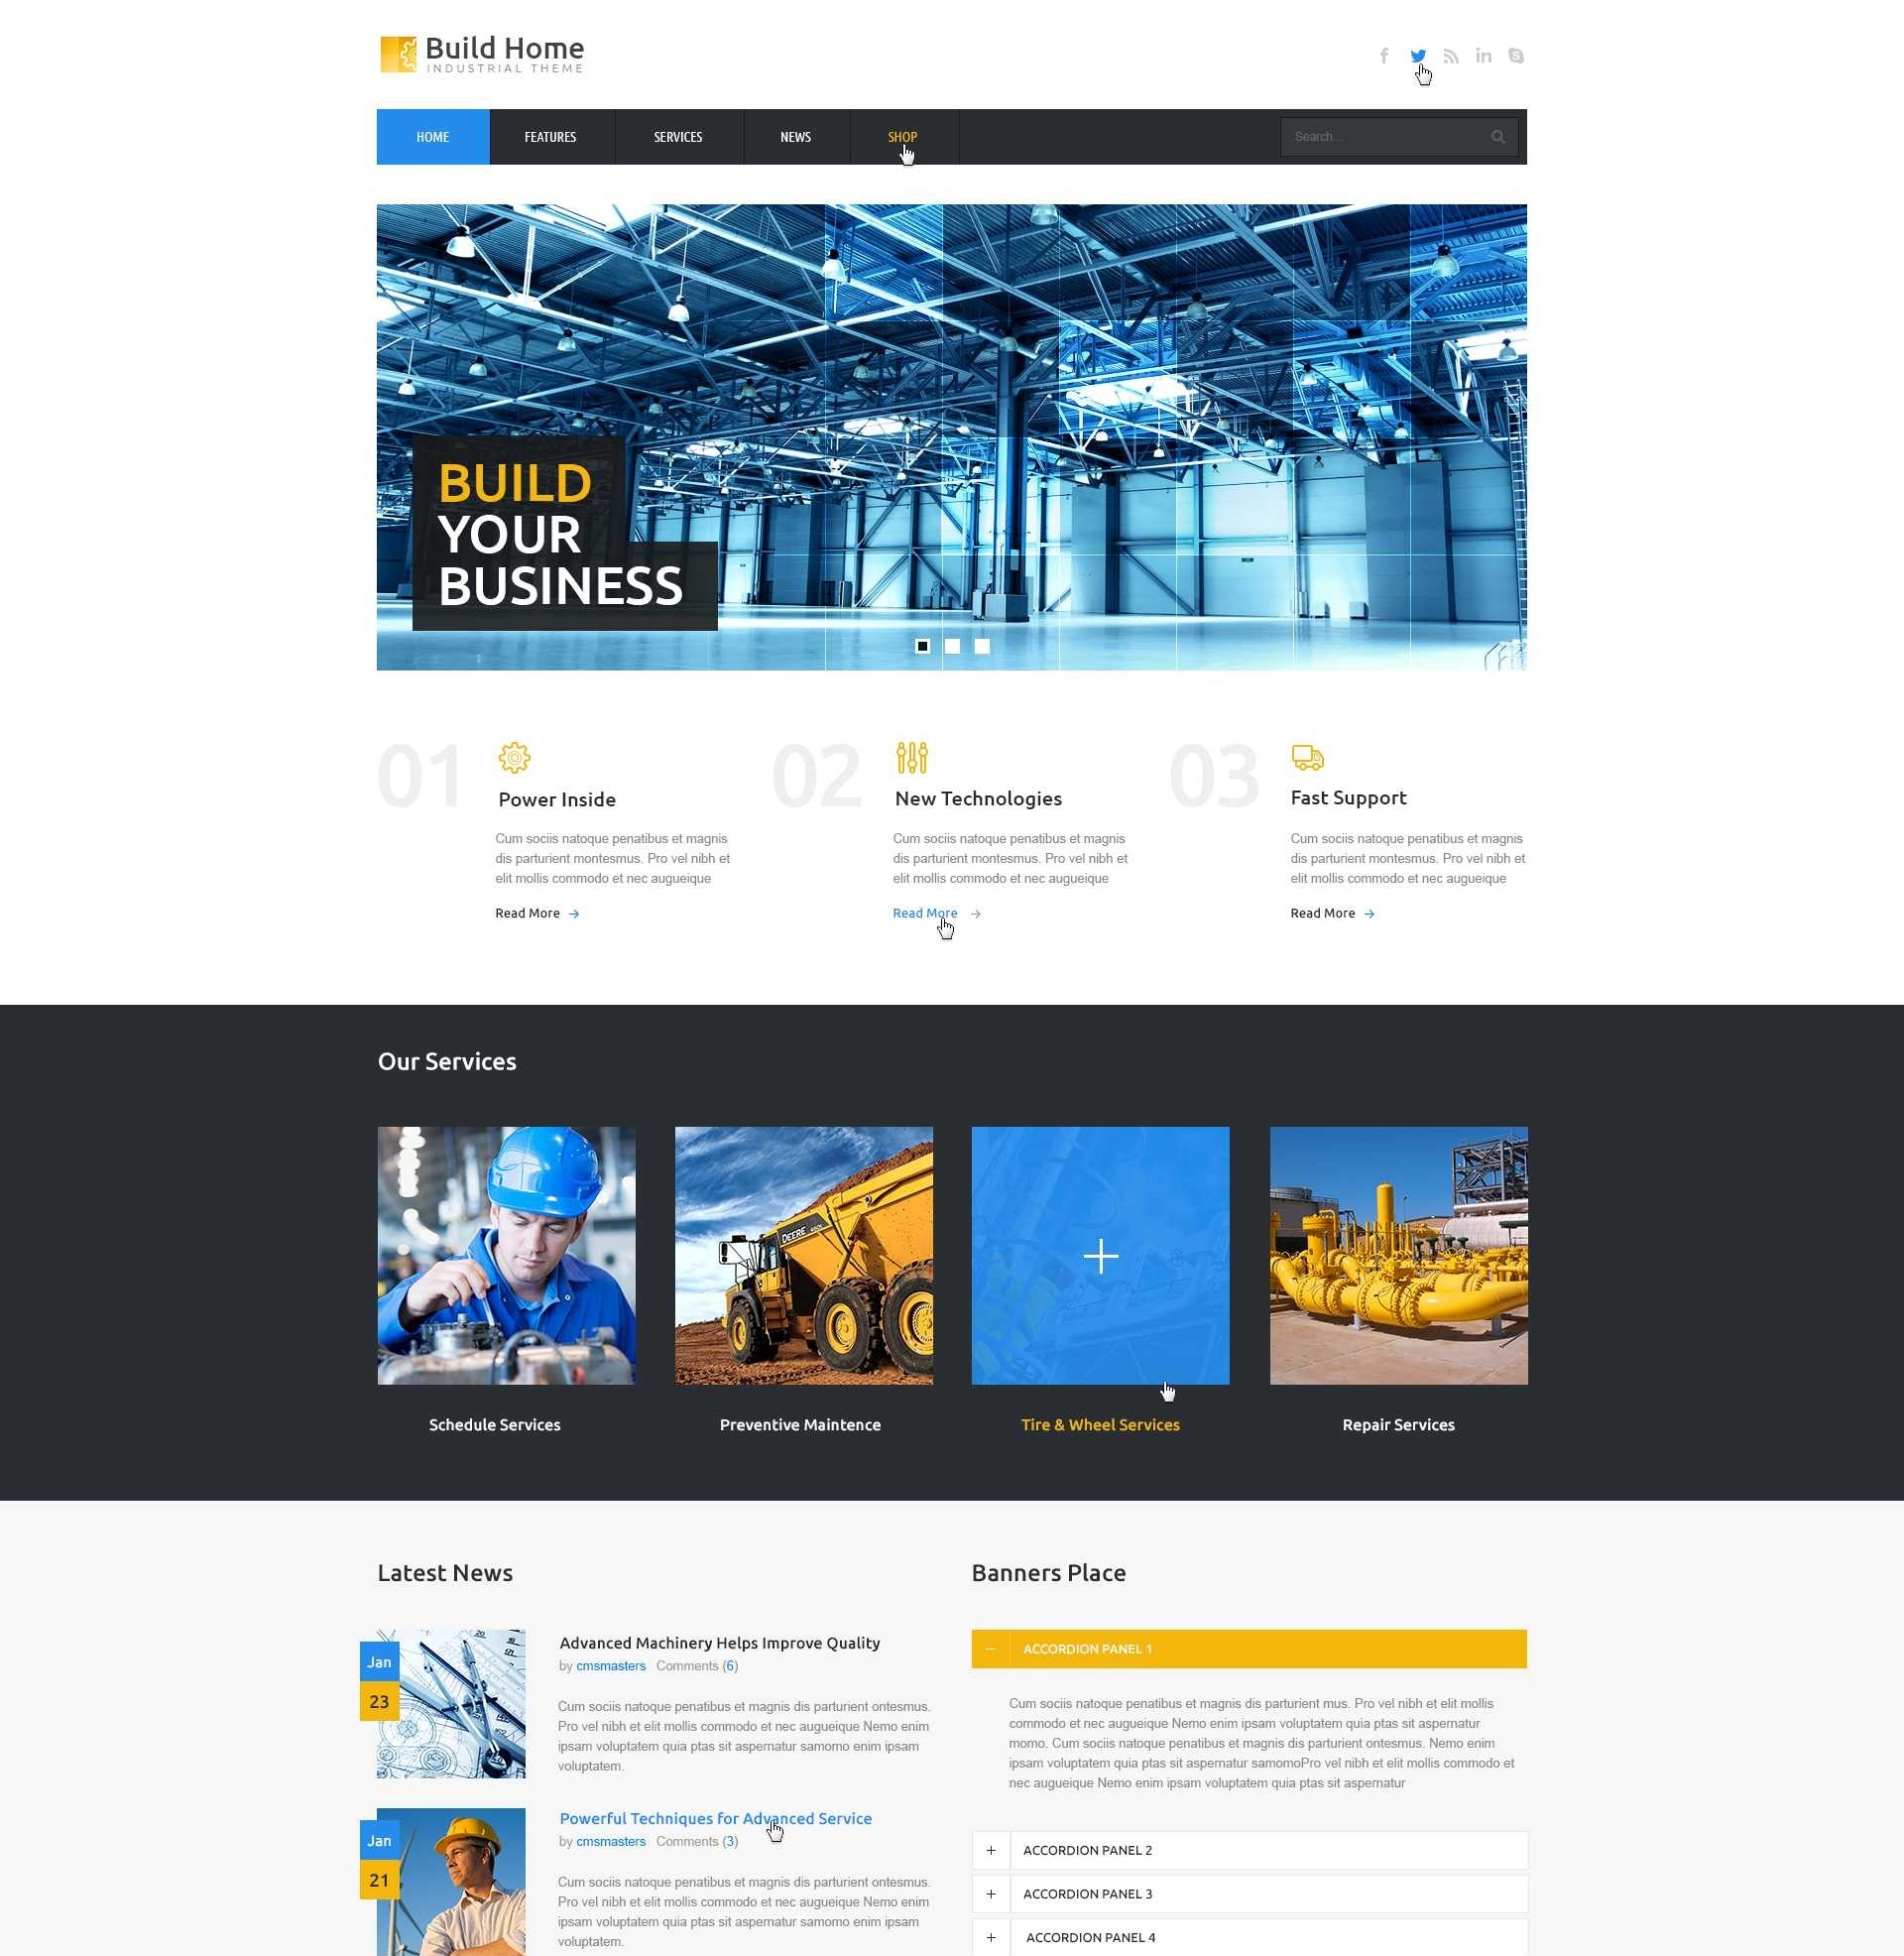 Build Home
INDUSTRIAL THEME
HOME
FEATURES
SERVICES
NEWS
SHOP
Search...
BUILD
YOUR
BUSINESS
01
Power Inside
Cum sociis natoque penatibus et magnis
dis parturient montesmus. Pro vel nibh et
elit mollis commodo et nec augueique
Read More
02
New Technologies
Cum sociis natoque penatibus et magnis
dis parturient montesmus. Pro vel nibh et
elit mollis commodo et nec augueique
Read More
03
Fast Support
Cum sociis natoque penatibus et magnis
dis parturient montesmus. Pro vel nibh et
elit mollis commodo et nec augueique
Read More
Our Services
DEERE
Schedule Services
Preventive Maintence
Tire & Wheel Services
Repair Services
Latest News
Jan
23
Advanced Machinery Helps Improve Quality
by cmsmasters Comments (6)
Cum sociis natoque penatibus et magnis dis parturient ontesmus.
Pro vel nibh et elit mollis commodo et nec augueique Nemo enim
ipsam voluptatem quia ptas sit aspernatur samomo enim ipsam
voluptatem.
Jan
21
Powerful Techniques for Advanced Service
by cmsmasters Comments (3)
Cum sociis natoque penatibus et magnis dis parturient ontesmus.
Pro vel nibh et elit mollis commodo et nec augueique Nemo enim
ipsam voluptatem quia ptas sit aspernatur samomo enim ipsam
voluptatem.
Banners Place
ACCORDION PANEL 1
Cum sociis natoque penatibus et magnis dis parturient mus. Pro vel nibh et elit mollis
commodo et nec augueique Nemo enim ipsam voluptatem quia ptas sit aspernatur
momo. Cum sociis natoque penatibus et magnis dis parturient ontesmus. Nemo enim
ipsam voluptatem quia ptas sit aspernatur samomoPro vel nibh et elit mollis commodo et
nec augueique Nemo enim ipsam voluptatem quia ptas sit aspernatur
ACCORDION PANEL 2
ACCORDION PANEL 3
ACCORDION PANEL 4